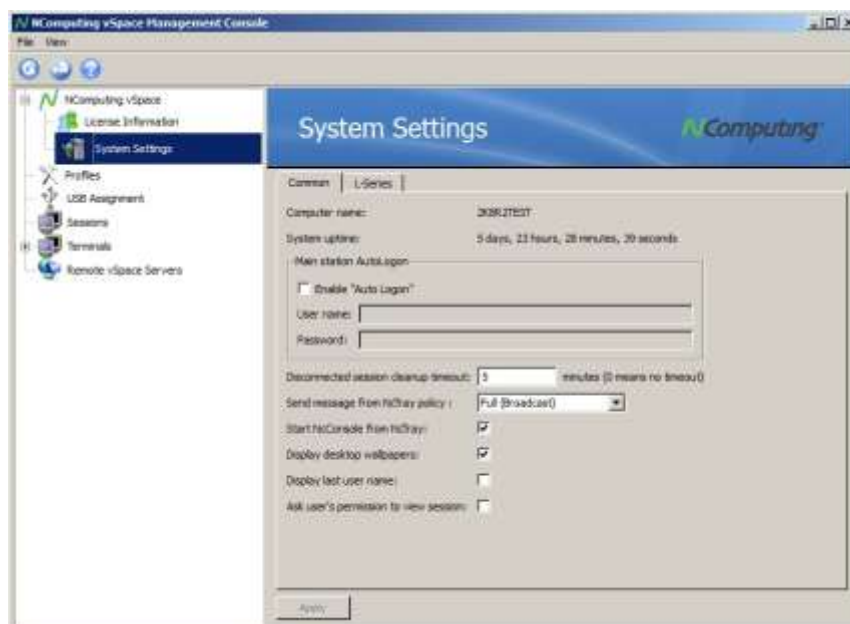 NComputing vSpace Management Console
File View
NComputing vSpace
License Information
System Settings
Profiles
USB Assignment
Sessions
Terminals
Remote vSpace Servers
System Settings
NComputing
Common L-Series
Computer name: 2K8R2TEST
System uptime: 5 days, 23 hours, 28 minutes, 39 seconds
Main station AutoLogon
Enable "Auto Logon"
User name:
Password:
Disconnected session cleanup timeout: 5 minutes (0 means no timeout)
Send message from NcTray policy : Full (Broadcast)
Start NcConsole from NcTray:
Display desktop wallpapers:
Display last user name:
Ask user's permission to view session:
Apply